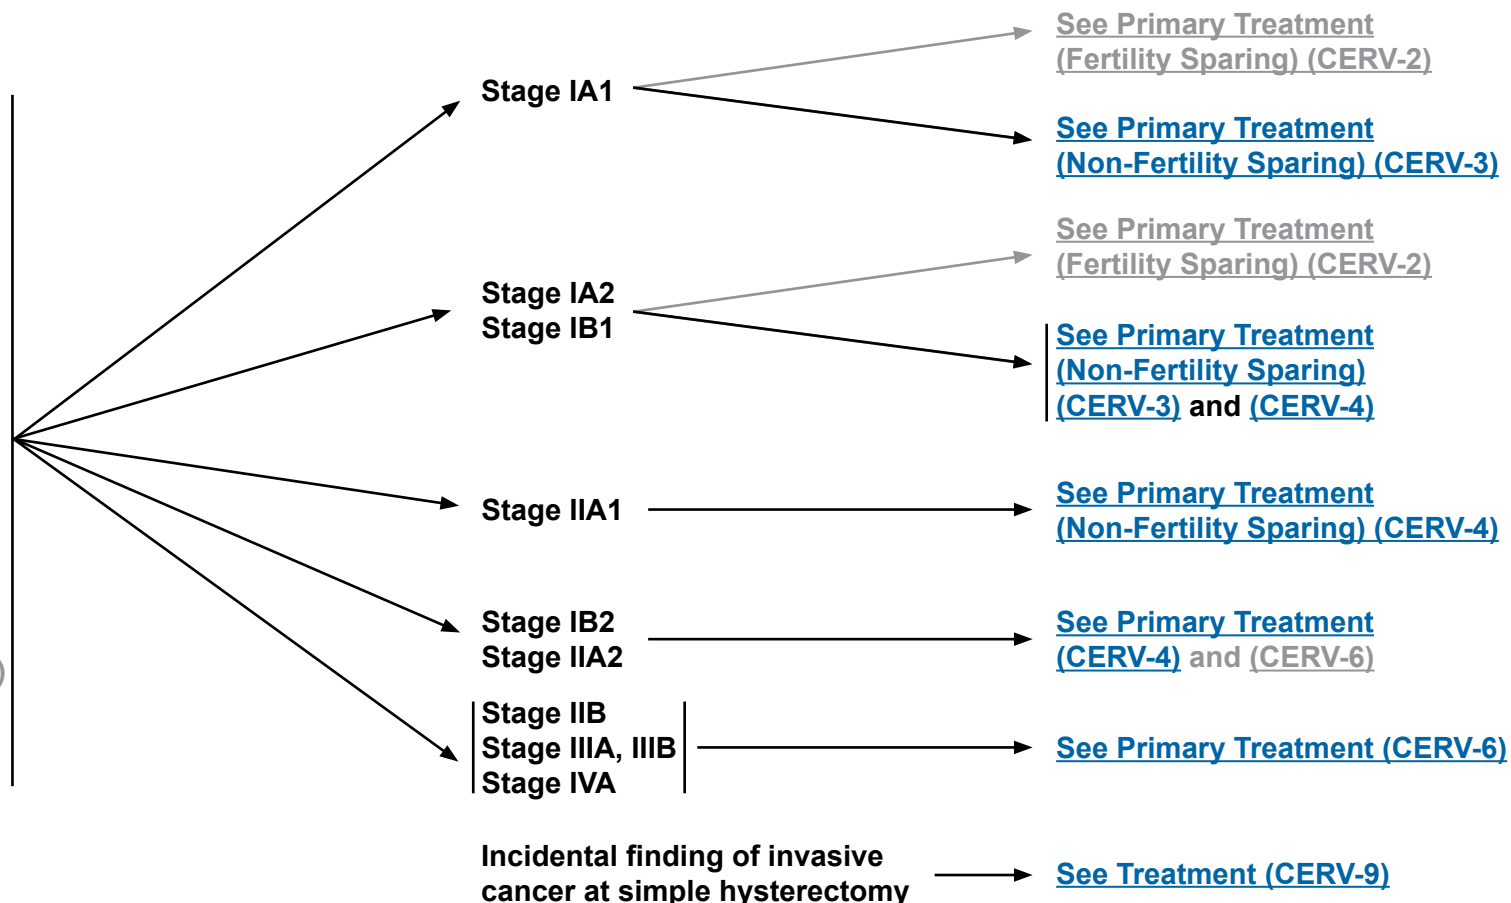 See Primary Treatment
(Fertility Sparing) (CERV-2)
Stage IA1
See Primary Treatment
(Non-Fertility Sparing) (CERV-3)
See Primary Treatment
(Fertility Sparing) (CERV-2)
Stage IA2
Stage IB1
See Primary Treatment
(Non-Fertility Sparing)
(CERV-3) and (CERV-4)
Stage IIA1
See Primary Treatment
(Non-Fertility Sparing) (CERV-4)
Stage IB2
Stage IIA2
See Primary Treatment
(CERV-4) and (CERV-6)
)
Stage IIB
Stage IIIA, IIIB
Stage IVA
See Primary Treatment (CERV-6)
Incidental finding of invasive
cancer at simple hysterectomy
See Treatment (CERV-9)